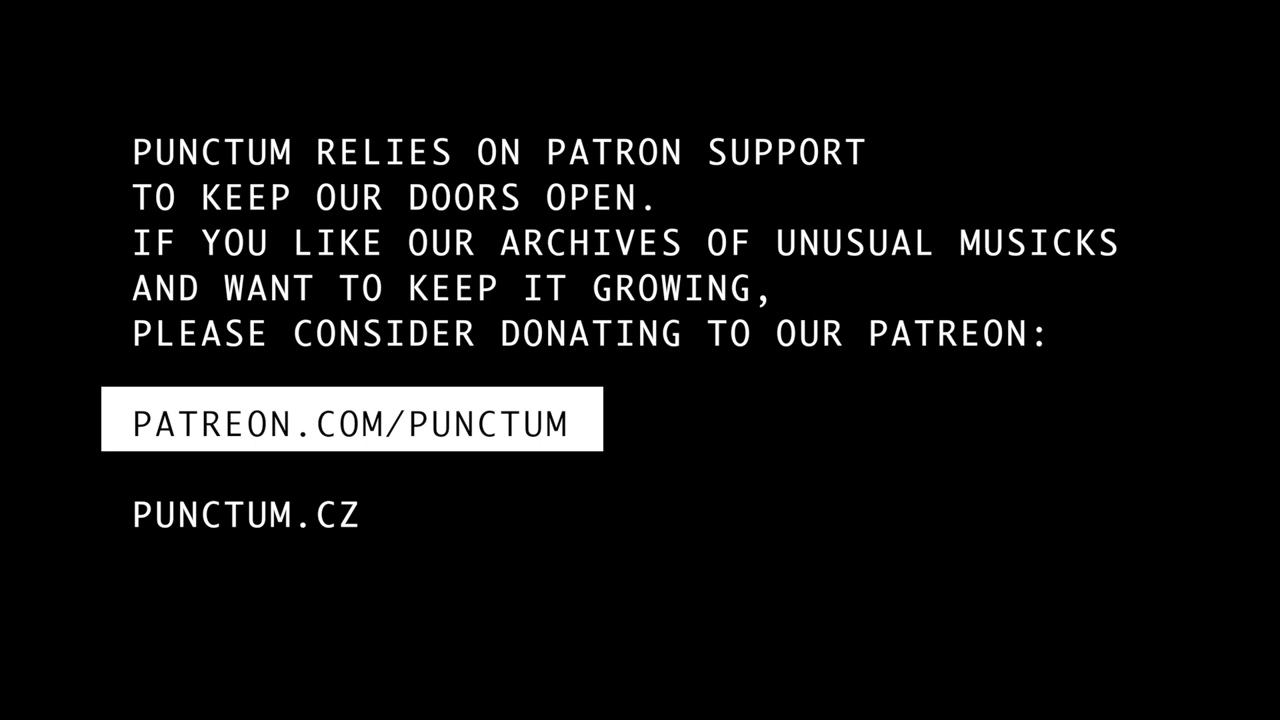 PUNCTUM RELIES ON PATRON SUPPORT
TO KEEP OUR DOORS OPEN.
IF YOU LIKE OUR ARCHIVES OF UNUSUAL MUSICKS
AND WANT TO KEEP IT GROWING,
PLEASE CONSIDER DONATING TO OUR PATREON:
PATREON.COM/PUNCTUM
PUNCTUM.CZ